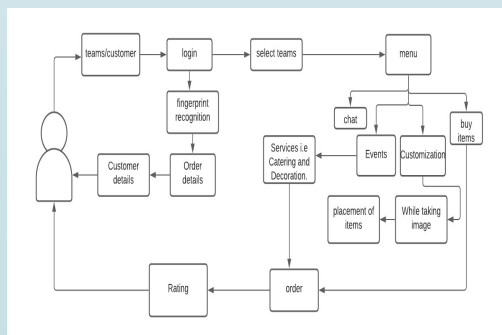 teams/customer
login
select teams
menu
fingerprint
recognition
chat
buy
items
Services i.e
Catering and
Decoration.
Events
Customization
Customer
details
Order
details
placement of
items
While taking
image
Rating
order